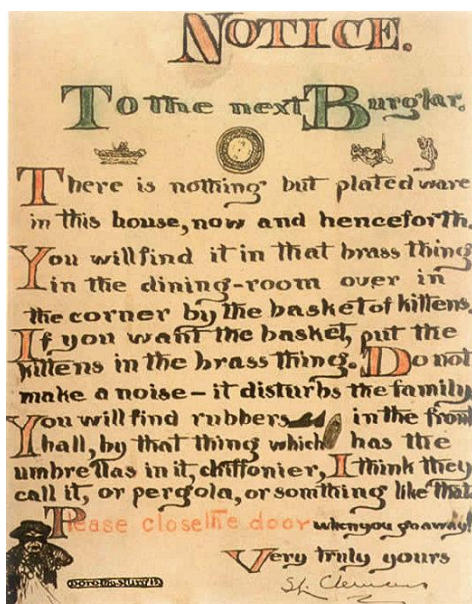 NOTICE.
To the next Burglar.
There is nothing but plated ware
in this house, now and henceforth.
You will find it in that brass thing
in the dining-room over in
the corner by the basket of kittens.
If you want the basket, put the
kittens in the brass thing. Do not
make a noise — it disturbs the family.
You will find rubbers in the front
hall, by that thing which has the
umbrellas in it, chiffonier, I think they
call it, or pergola, or somthing like that.
Please close the door when you go away!
Very truly yours
S. L. Clemens